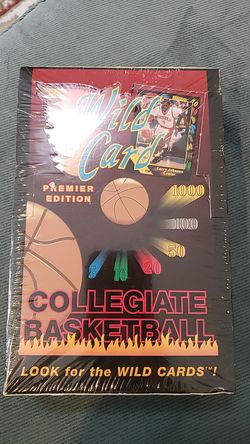 Wild
Card
Larry Johnson
Center
PREMIER
EDITION
1000
100
50
20
10
5
COLLEGIATE
BASKETBALL
LOOK for the WILD CARDS™!